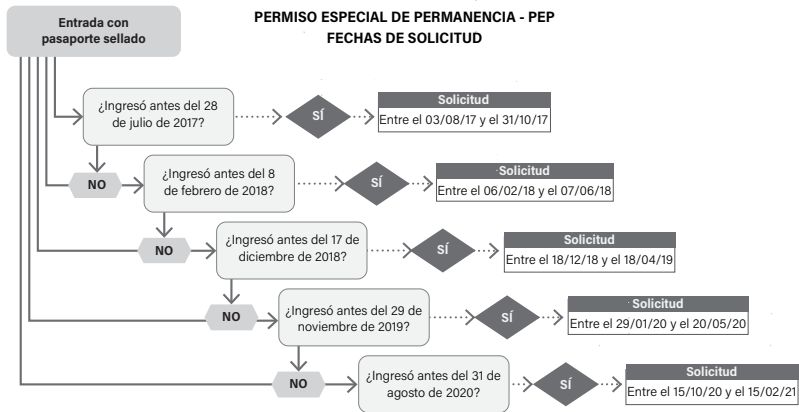 Entrada con
pasaporte sellado
PERMISO ESPECIAL DE PERMANENCIA - PEP
FECHAS DE SOLICITUD
¿Ingresó antes del 28
de julio de 2017?
SÍ
Solicitud
Entre el 03/08/17 y el 31/10/17
NO
¿Ingresó antes del 8
de febrero de 2018?
SÍ
Solicitud
Entre el 06/02/18 y el 07/06/18
NO
¿Ingresó antes del 17 de
diciembre de 2018?
SÍ
Solicitud
Entre el 18/12/18 y el 18/04/19
NO
¿Ingresó antes del 29 de
noviembre de 2019?
SÍ
Solicitud
Entre el 29/01/20 y el 20/05/20
NO
¿Ingresó antes del 31 de
agosto de 2020?
SÍ
Solicitud
Entre el 15/10/20 y el 15/02/21